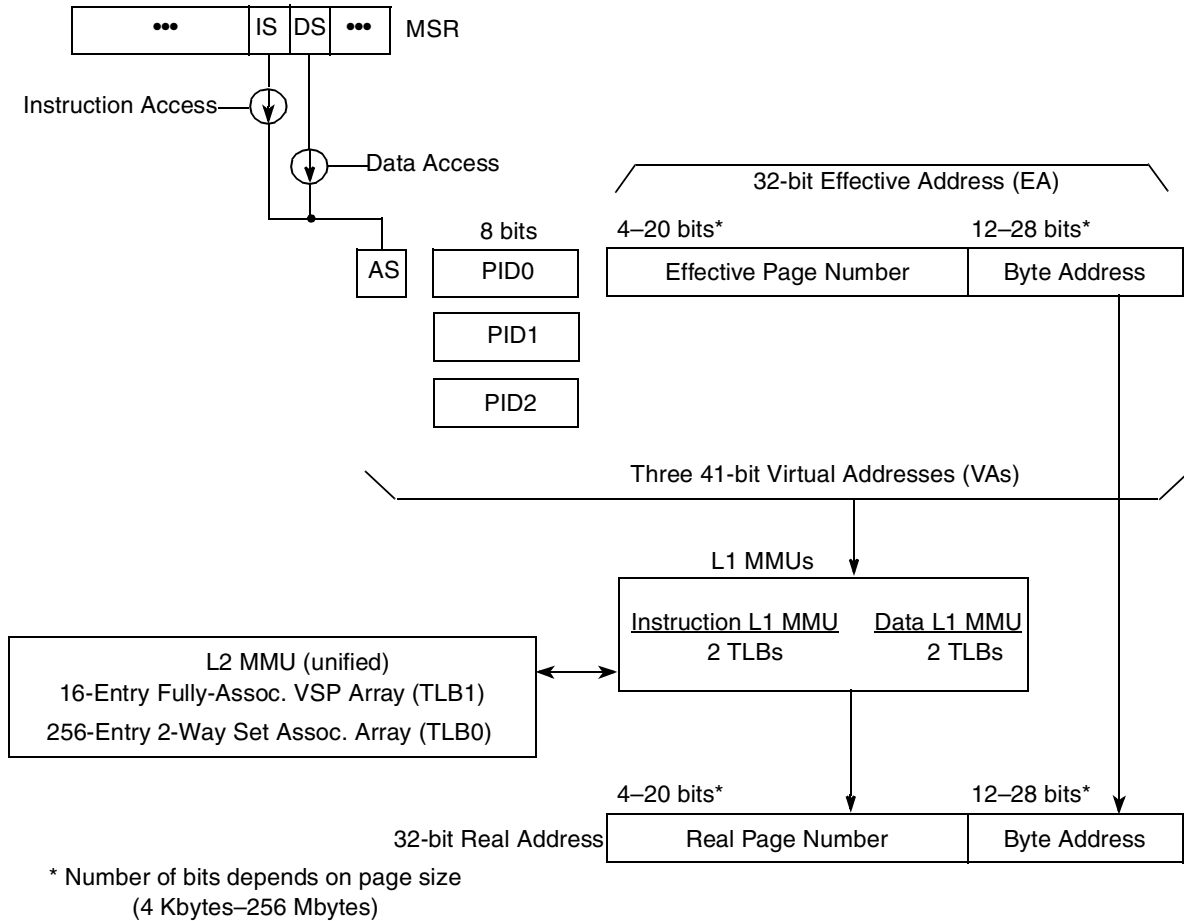 ••• IS DS ••• MSR
Instruction Access
Data Access
32-bit Effective Address (EA)
8 bits 4–20 bits* 12–28 bits*
AS PID0 Effective Page Number Byte Address
PID1
PID2
Three 41-bit Virtual Addresses (VAs)
L1 MMUs
Instruction L1 MMU Data L1 MMU
2 TLBs 2 TLBs
L2 MMU (unified)
16-Entry Fully-Assoc. VSP Array (TLB1)
256-Entry 2-Way Set Assoc. Array (TLB0)
4–20 bits* 12–28 bits*
32-bit Real Address Real Page Number Byte Address
* Number of bits depends on page size
(4 Kbytes–256 Mbytes)